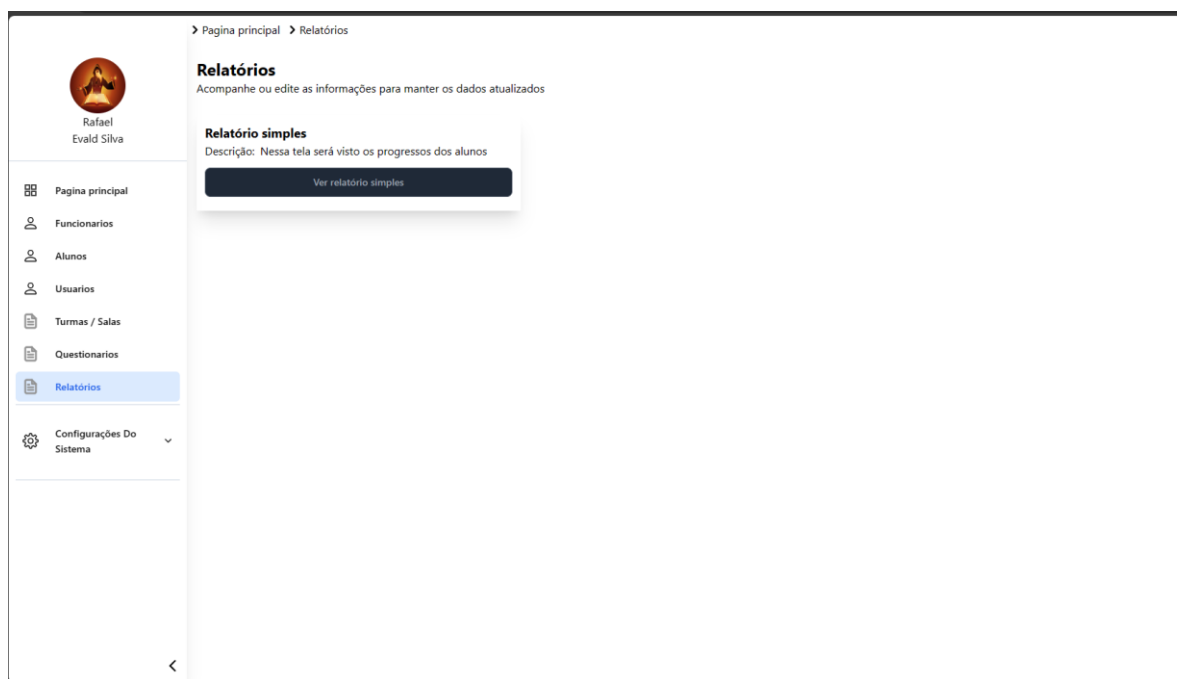 Pagina principal Relatórios
Rafael
Evald Silva
Pagina principal
Funcionarios
Alunos
Usuarios
Turmas / Salas
Questionarios
Relatórios
Configurações Do
Sistema
Relatórios
Acompanhe ou edite as informações para manter os dados atualizados
Relatório simples
Descrição: Nessa tela será visto os progressos dos alunos
Ver relatório simples